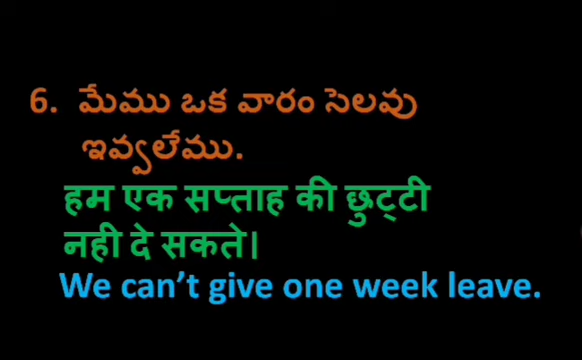 6. మేము ఒక వారం సెలవు
ఇవ్వలేము.
हम एक सप्ताह की छुट्टी
नही दे सकते।
We can't give one week leave.